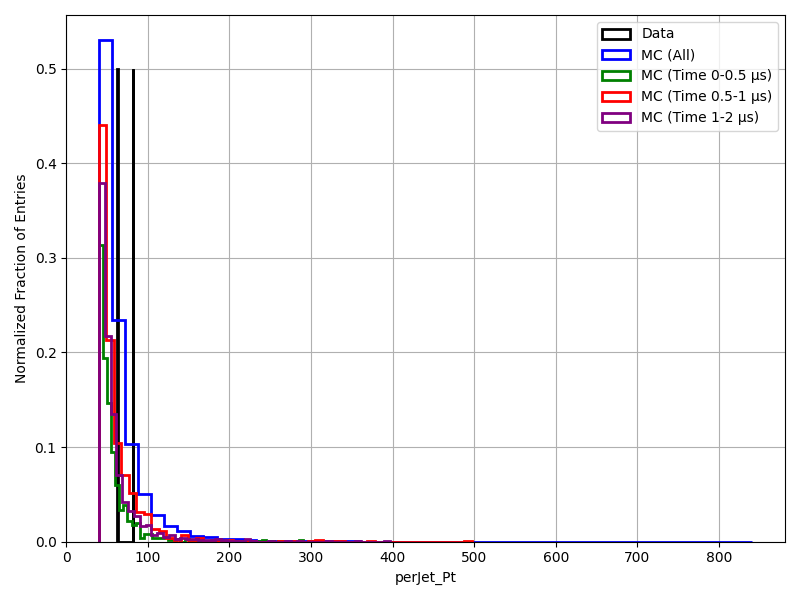 Data
MC (All)
MC (Time 0-0.5 µs)
MC (Time 0.5-1 µs)
MC (Time 1-2 µs)
Normalized Fraction of Entries
0.5
0.4
0.3
0.2
0.1
0.0
0 100 200 300 400 500 600 700 800
perJet_Pt